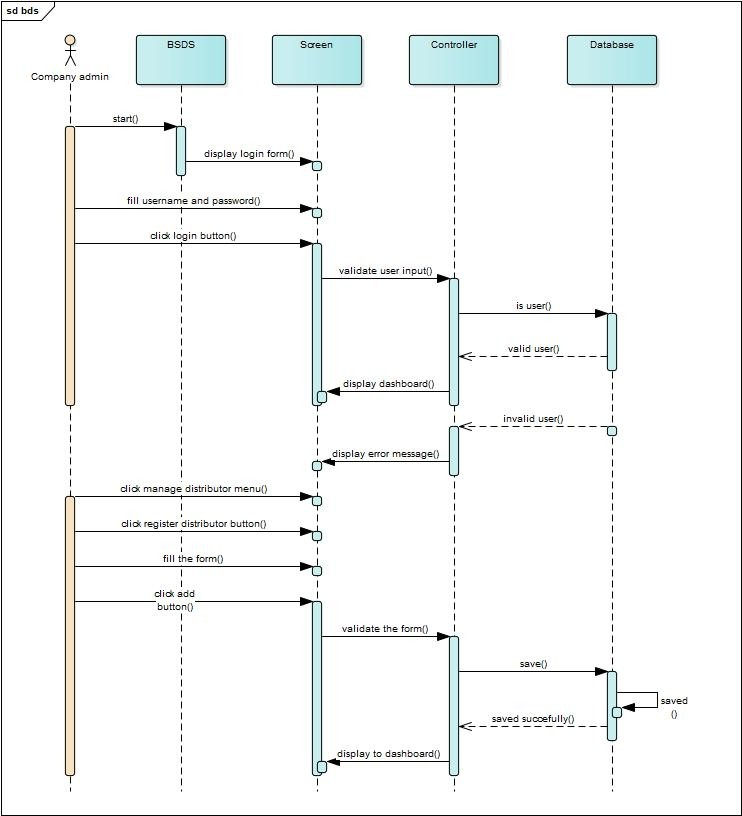 sd bds
Company admin
BSDS
Screen
Controller
Database
start()
display login form()
fill username and password()
click login button()
validate user input()
is user()
valid user()
display dashboard()
invalid user()
display error message()
click manage distributor menu()
click register distributor button()
fill the form()
click add
button()
validate the form()
save()
saved
()
saved succefully()
display to dashboard()